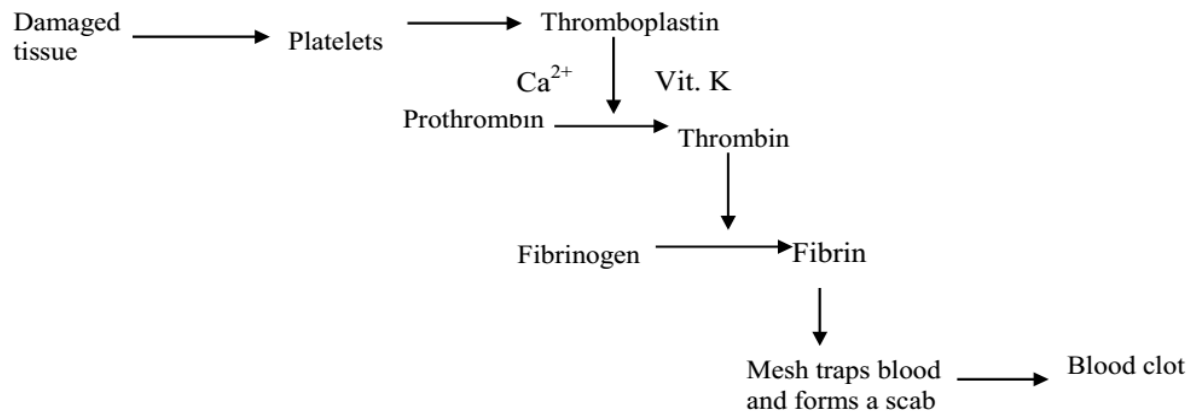 Damaged
tissue
Platelets
Thromboplastin
Ca²⁺
Vit. K
Prothrombin
Thrombin
Fibrinogen
Fibrin
Mesh traps blood
and forms a scab
Blood clot